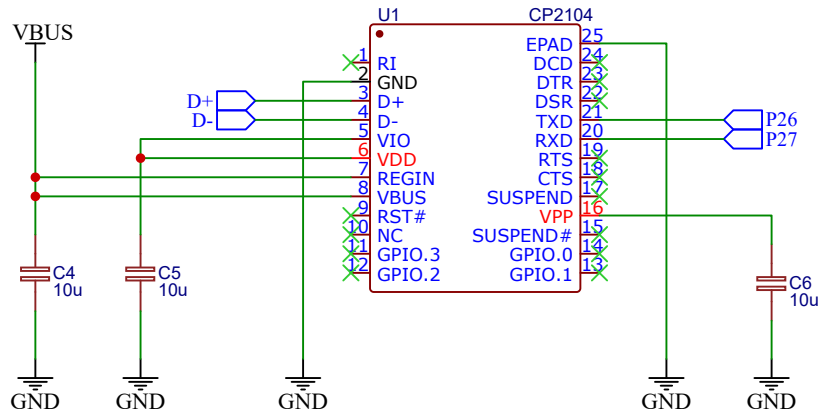 VBUS
U1
CP2104
1 RI
2 GND
3 D+
4 D-
5 VIO
6 VDD
7 REGIN
8 VBUS
9 RST#
10 NC
11 GPIO.3
12 GPIO.2
EPAD 25
DCD 24
DTR 23
DSR 22
TXD 21
RXD 20
RTS 19
CTS 18
SUSPEND 17
VPP 16
SUSPEND# 15
GPIO.0 14
GPIO.1 13
D+
D-
P26
P27
C4
10u
C5
10u
C6
10u
GND
GND
GND
GND
GND